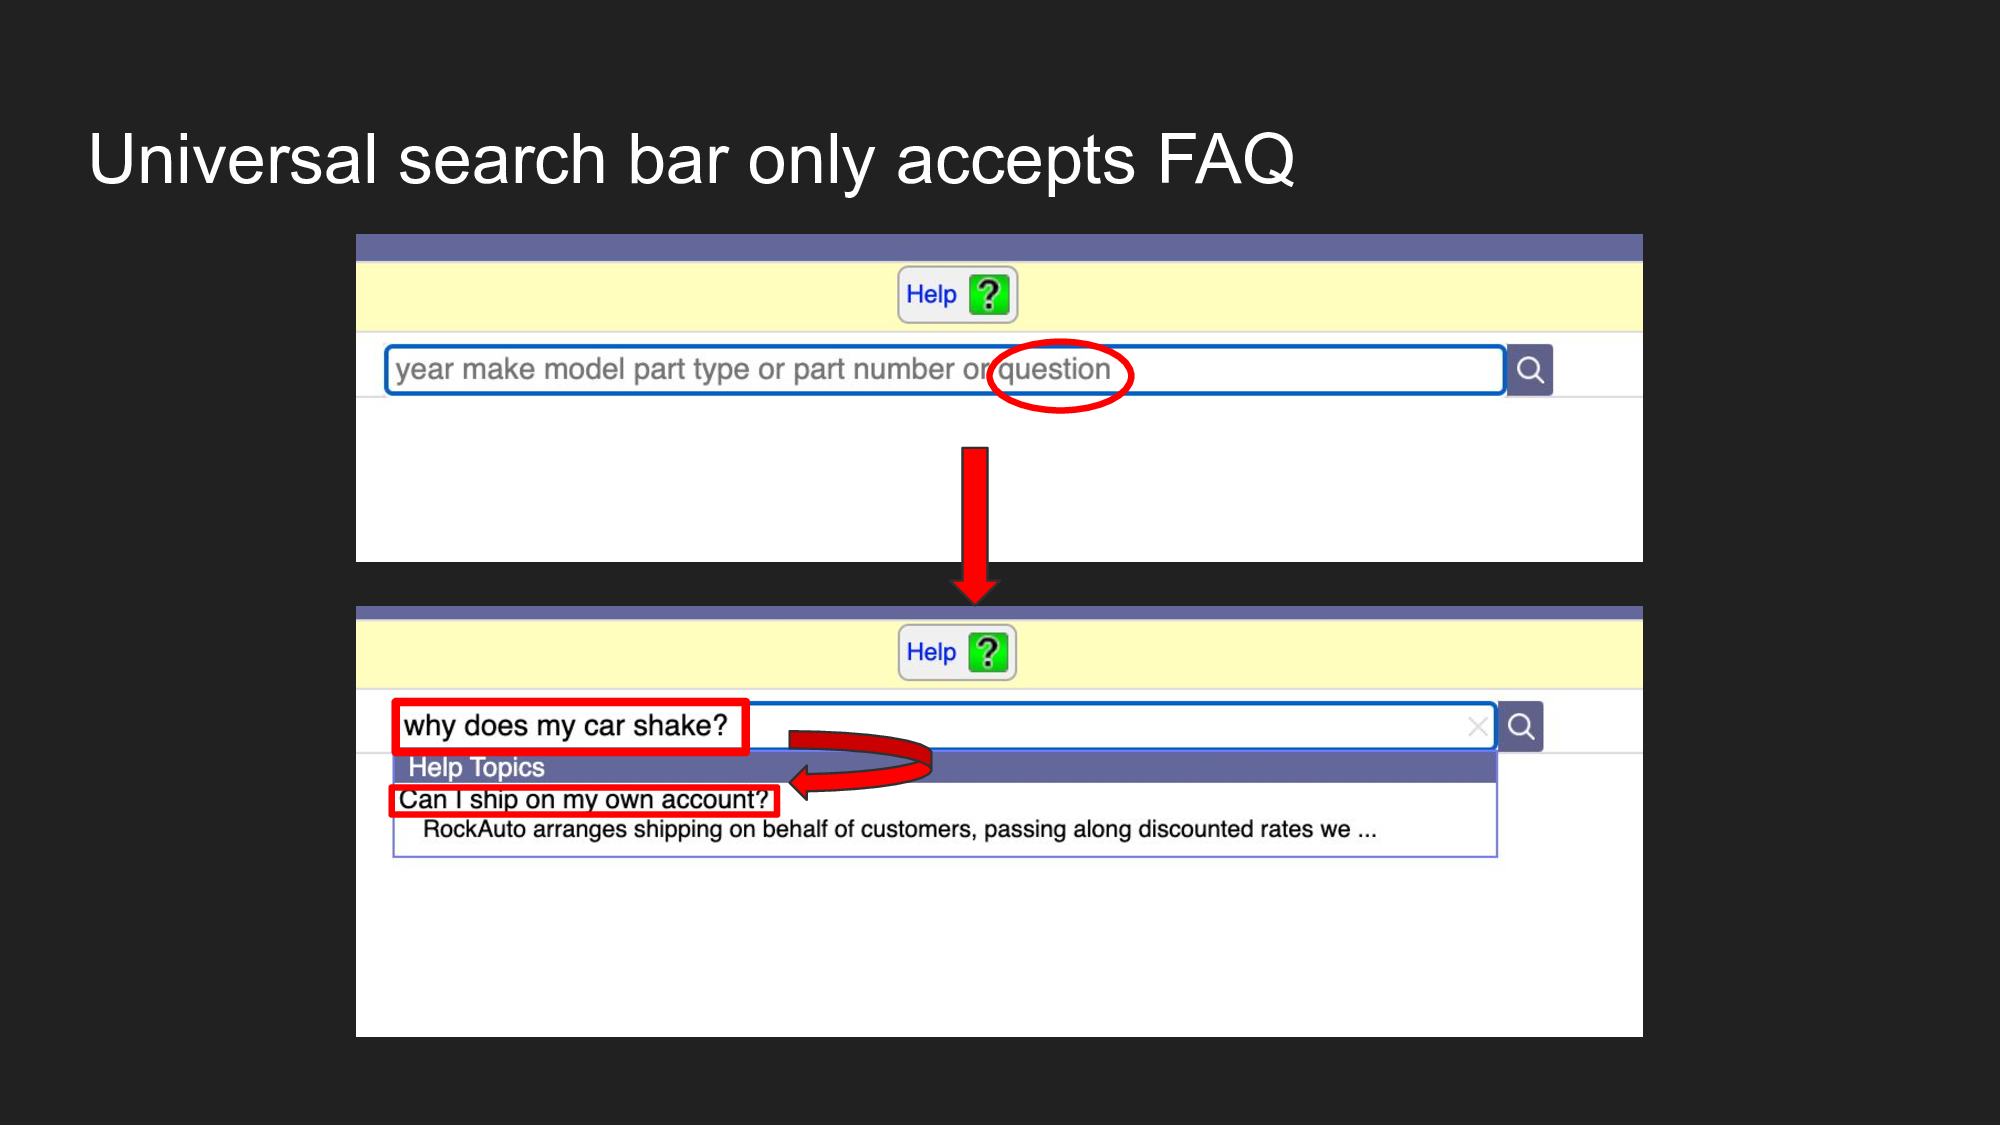 Universal search bar only accepts FAQ
Help ?
year make model part type or part number or question
Help ?
why does my car shake?
Help Topics
Can I ship on my own account?
RockAuto arranges shipping on behalf of customers, passing along discounted rates we ...